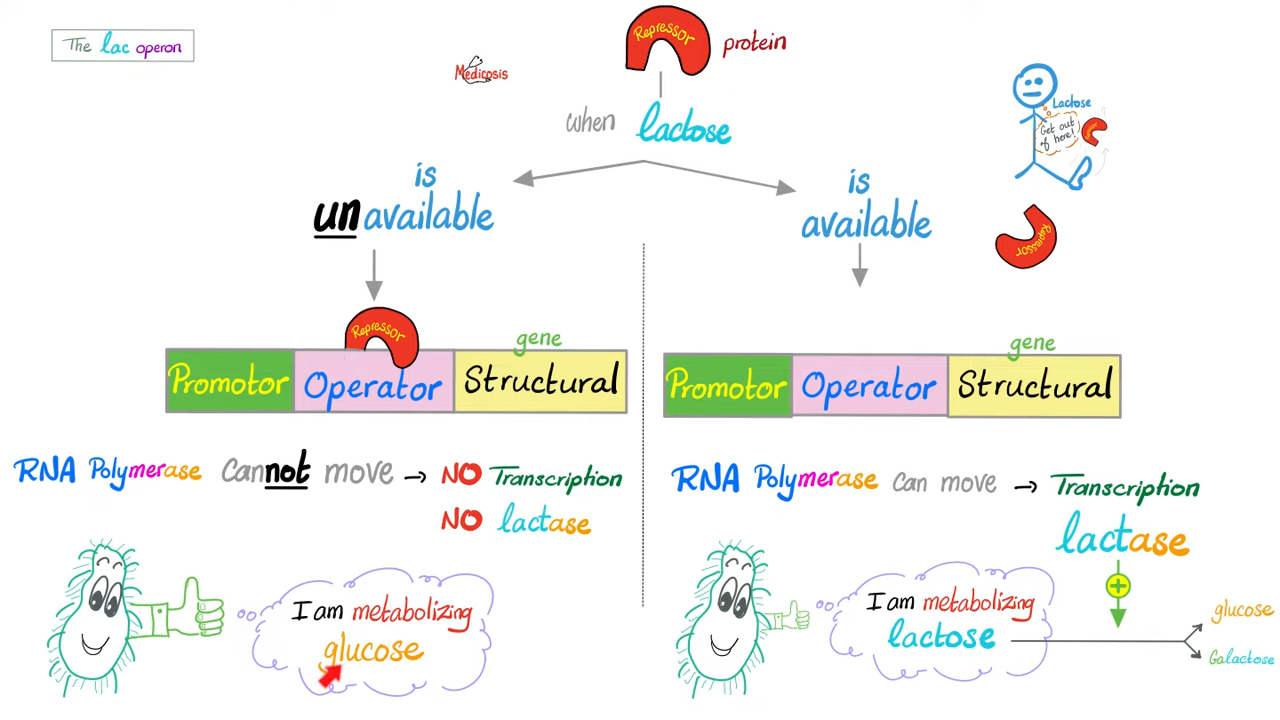 The lac operon
Medicosis
Repressor
protein
when lactose
Lactose
Get out
of here!
is
unavailable
is
available
Repressor
Repressor
gene
Promotor Operator Structural
gene
Promotor Operator Structural
RNA Polymerase Cannot move → NO Transcription
NO lactase
RNA Polymerase Can move → Transcription
lactase
+
I am metabolizing
glucose
I am metabolizing
lactose
glucose
Galactose